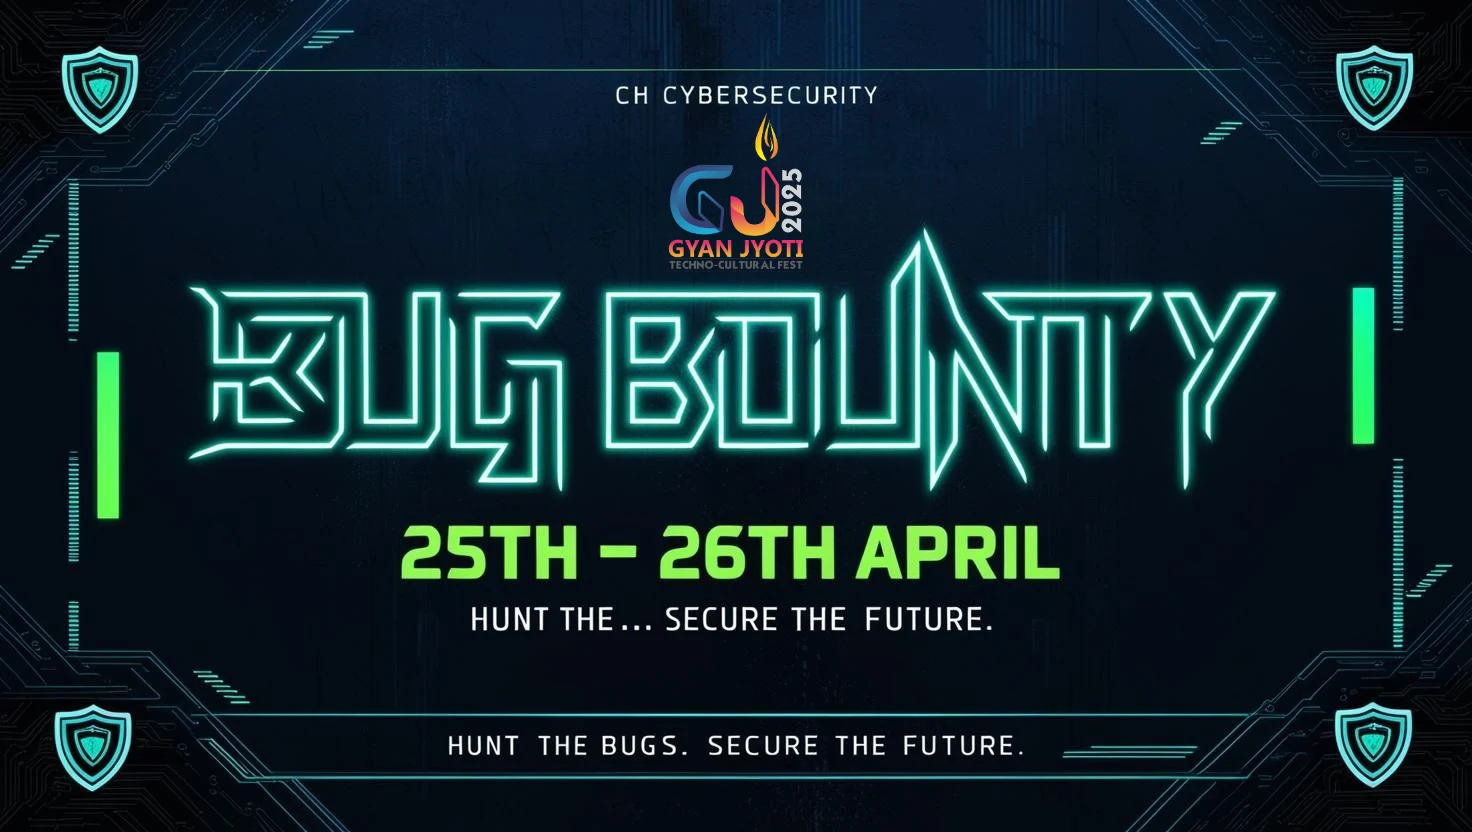 CH CYBERSECURITY
GJ 2025
GYAN JYOTI
TECHNO-CULTURAL FEST
BUG BOUNTY
25TH – 26TH APRIL
HUNT THE... SECURE THE FUTURE.
HUNT THE BUGS. SECURE THE FUTURE.